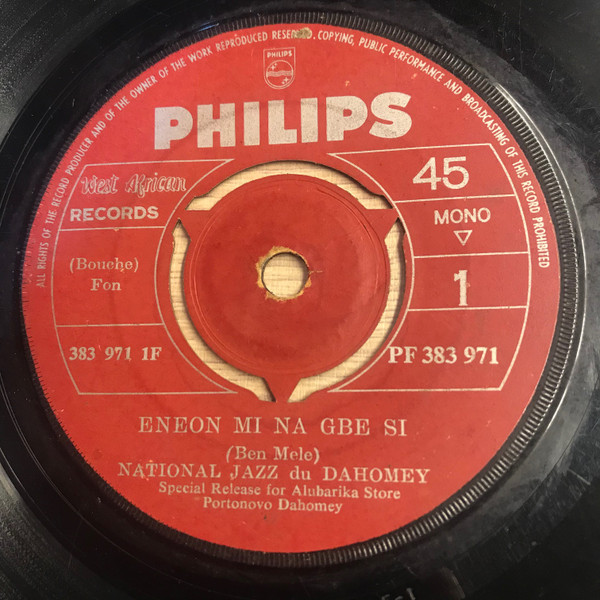 ALL RIGHTS OF THE RECORD PRODUCER AND OF THE OWNER OF THE WORK REPRODUCED RESERVED. COPYING, PUBLIC PERFORMANCE AND BROADCASTING OF THIS RECORD PROHIBITED
PHILIPS
PHILIPS
West African
RECORDS
45
MONO
(Bouche)
Fon
1
383 971 1F
PF 383 971
ENEON MI NA GBE SI
(Ben Mele)
NATIONAL JAZZ du DAHOMEY
Special Release for Alubarika Store
Portonovo Dahomey